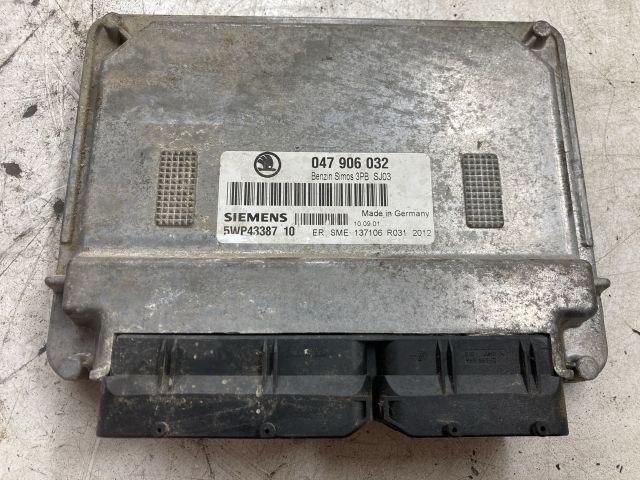 047 906 032
Benzin Simos 3PB SJ03
SIEMENS
Made in Germany
10.09.01
5WP43387 10
ER SME 137106 R031 2012